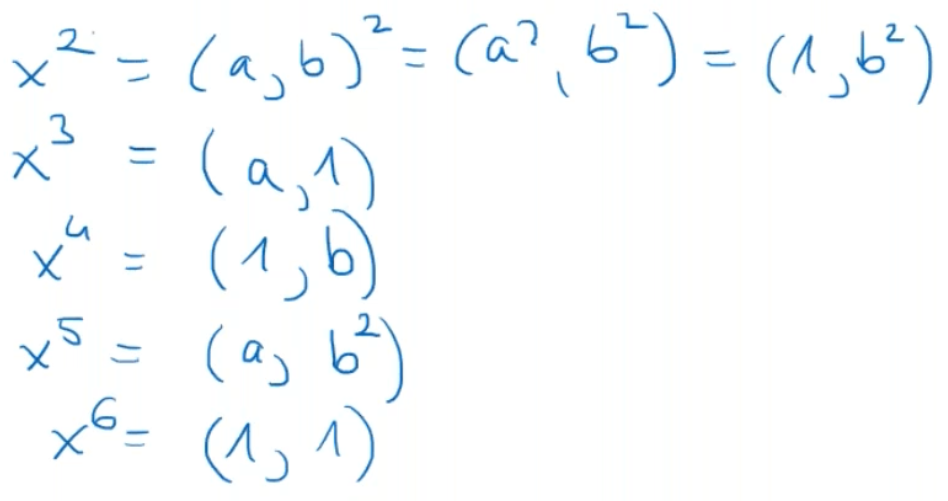 x² = (a, b)² = (a², b²) = (1, b²)
x³ = (a, 1)
x⁴ = (1, b)
x⁵ = (a, b²)
x⁶ = (1, 1)